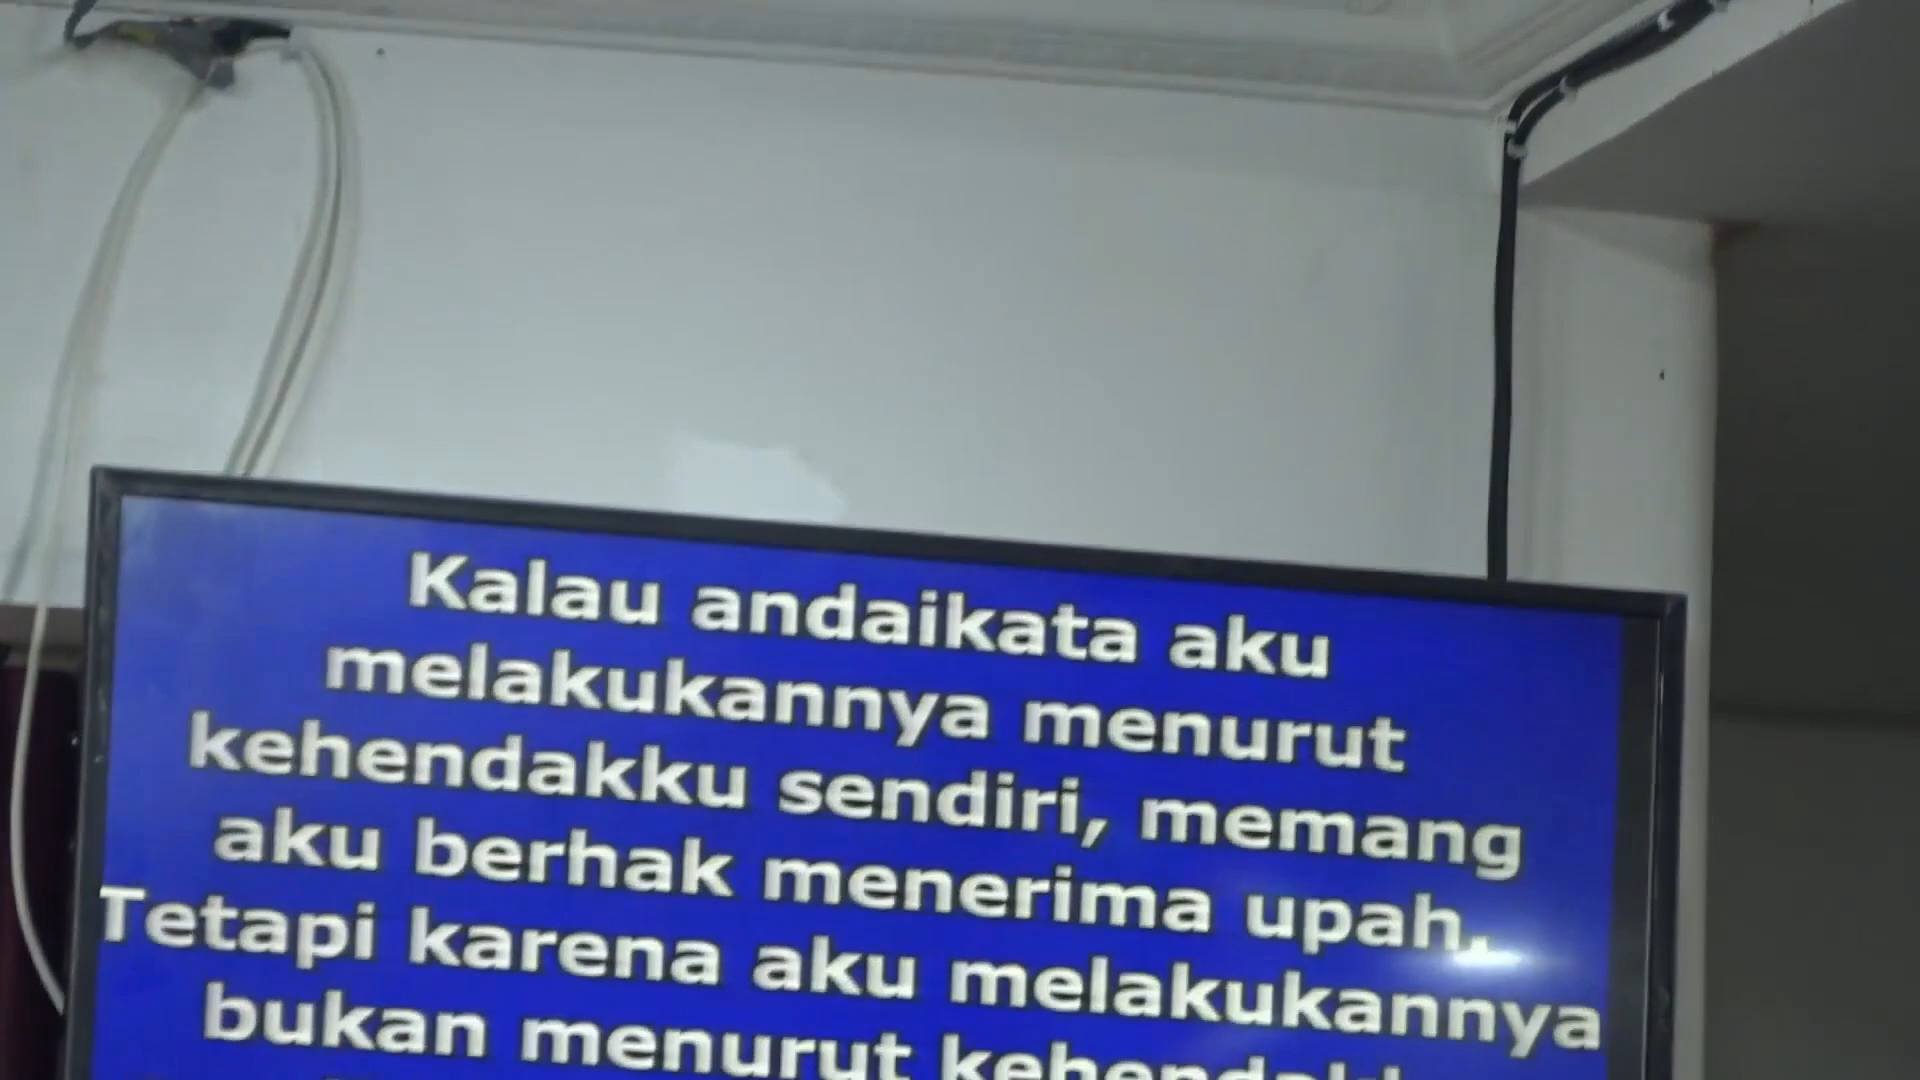 Kalau andaikata aku
melakukannya menurut
kehendakku sendiri, memang
aku berhak menerima upah.
Tetapi karena aku melakukannya
bukan menurut